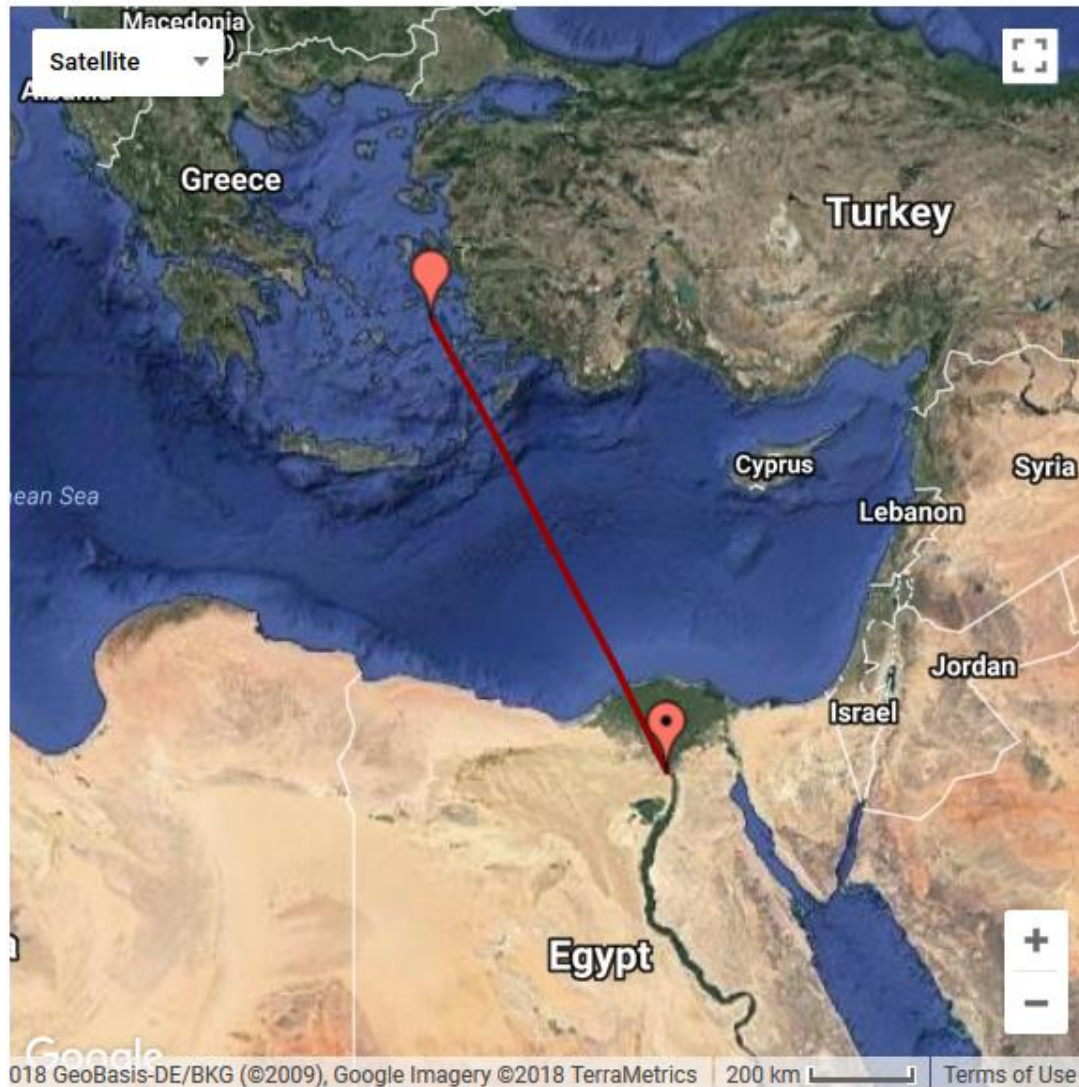 Macedonia
Satellite
Albania
Greece
Turkey
Cyprus
Syria
ean Sea
Lebanon
Jordan
Israel
Egypt
a
Google
018 GeoBasis-DE/BKG (©2009), Google Imagery ©2018 TerraMetrics
200 km
Terms of Use